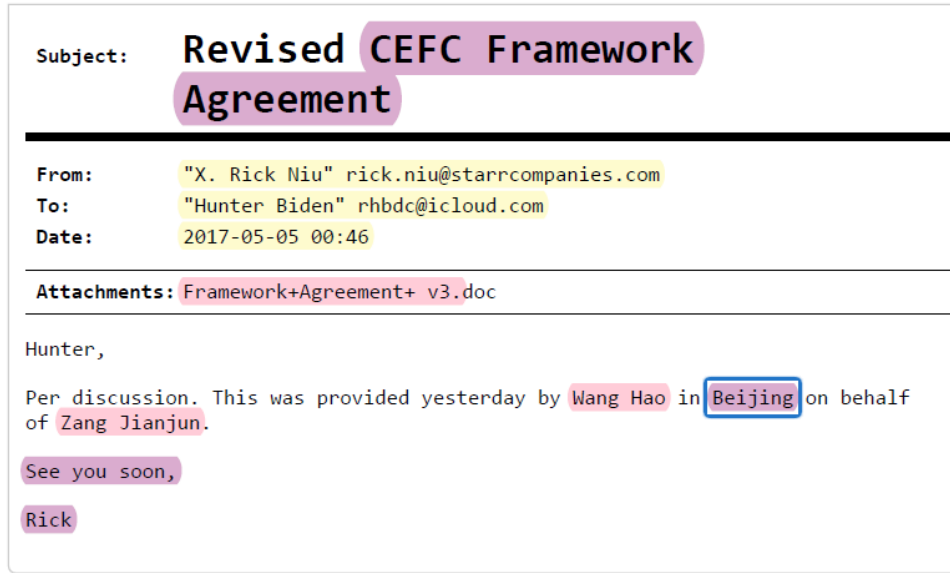 Subject: Revised CEFC Framework
Agreement
From: "X. Rick Niu" rick.niu@starrcompanies.com
To: "Hunter Biden" rhbdc@icloud.com
Date: 2017-05-05 00:46
Attachments: Framework+Agreement+ v3.doc
Hunter,
Per discussion. This was provided yesterday by Wang Hao in Beijing on behalf
of Zang Jianjun.
See you soon,
Rick